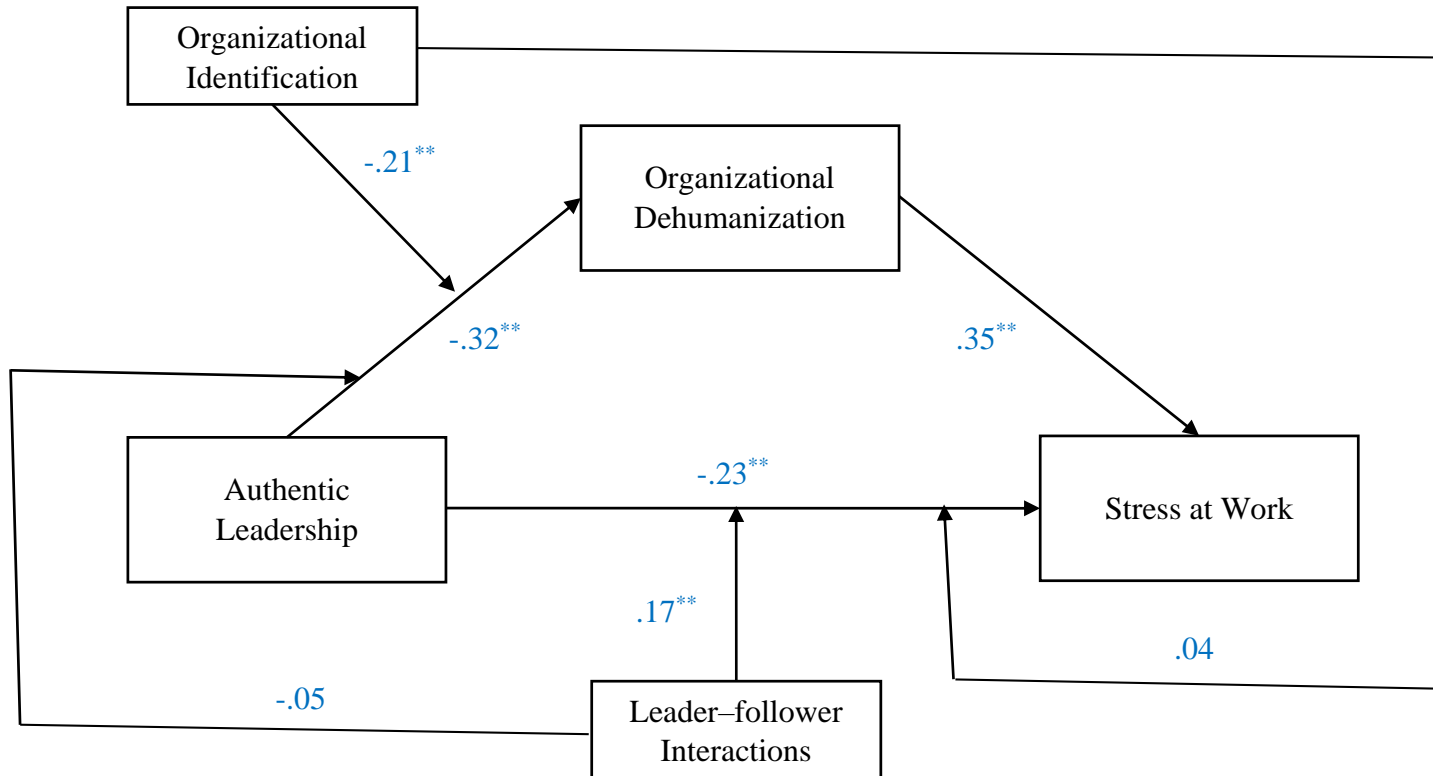 Organizational
Identification
-.21**
Organizational
Dehumanization
-.32**
.35**
Authentic
Leadership
-.23**
Stress at Work
.17**
.04
-.05
Leader–follower
Interactions